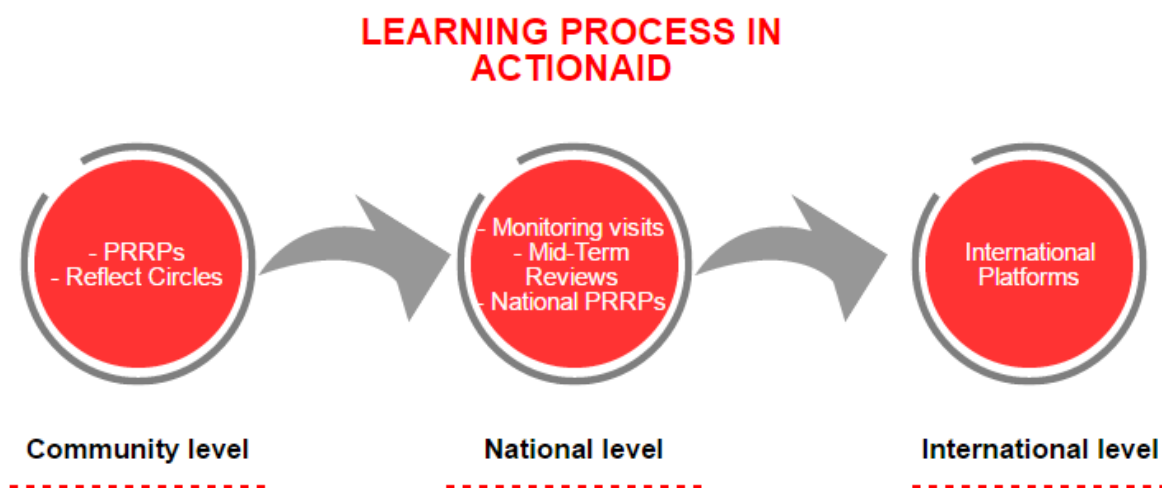 LEARNING PROCESS IN
ACTIONAID
- PRRPs
- Reflect Circles
- Monitoring visits
- Mid-Term
Reviews
- National PRRPs
International
Platforms
Community level
National level
International level